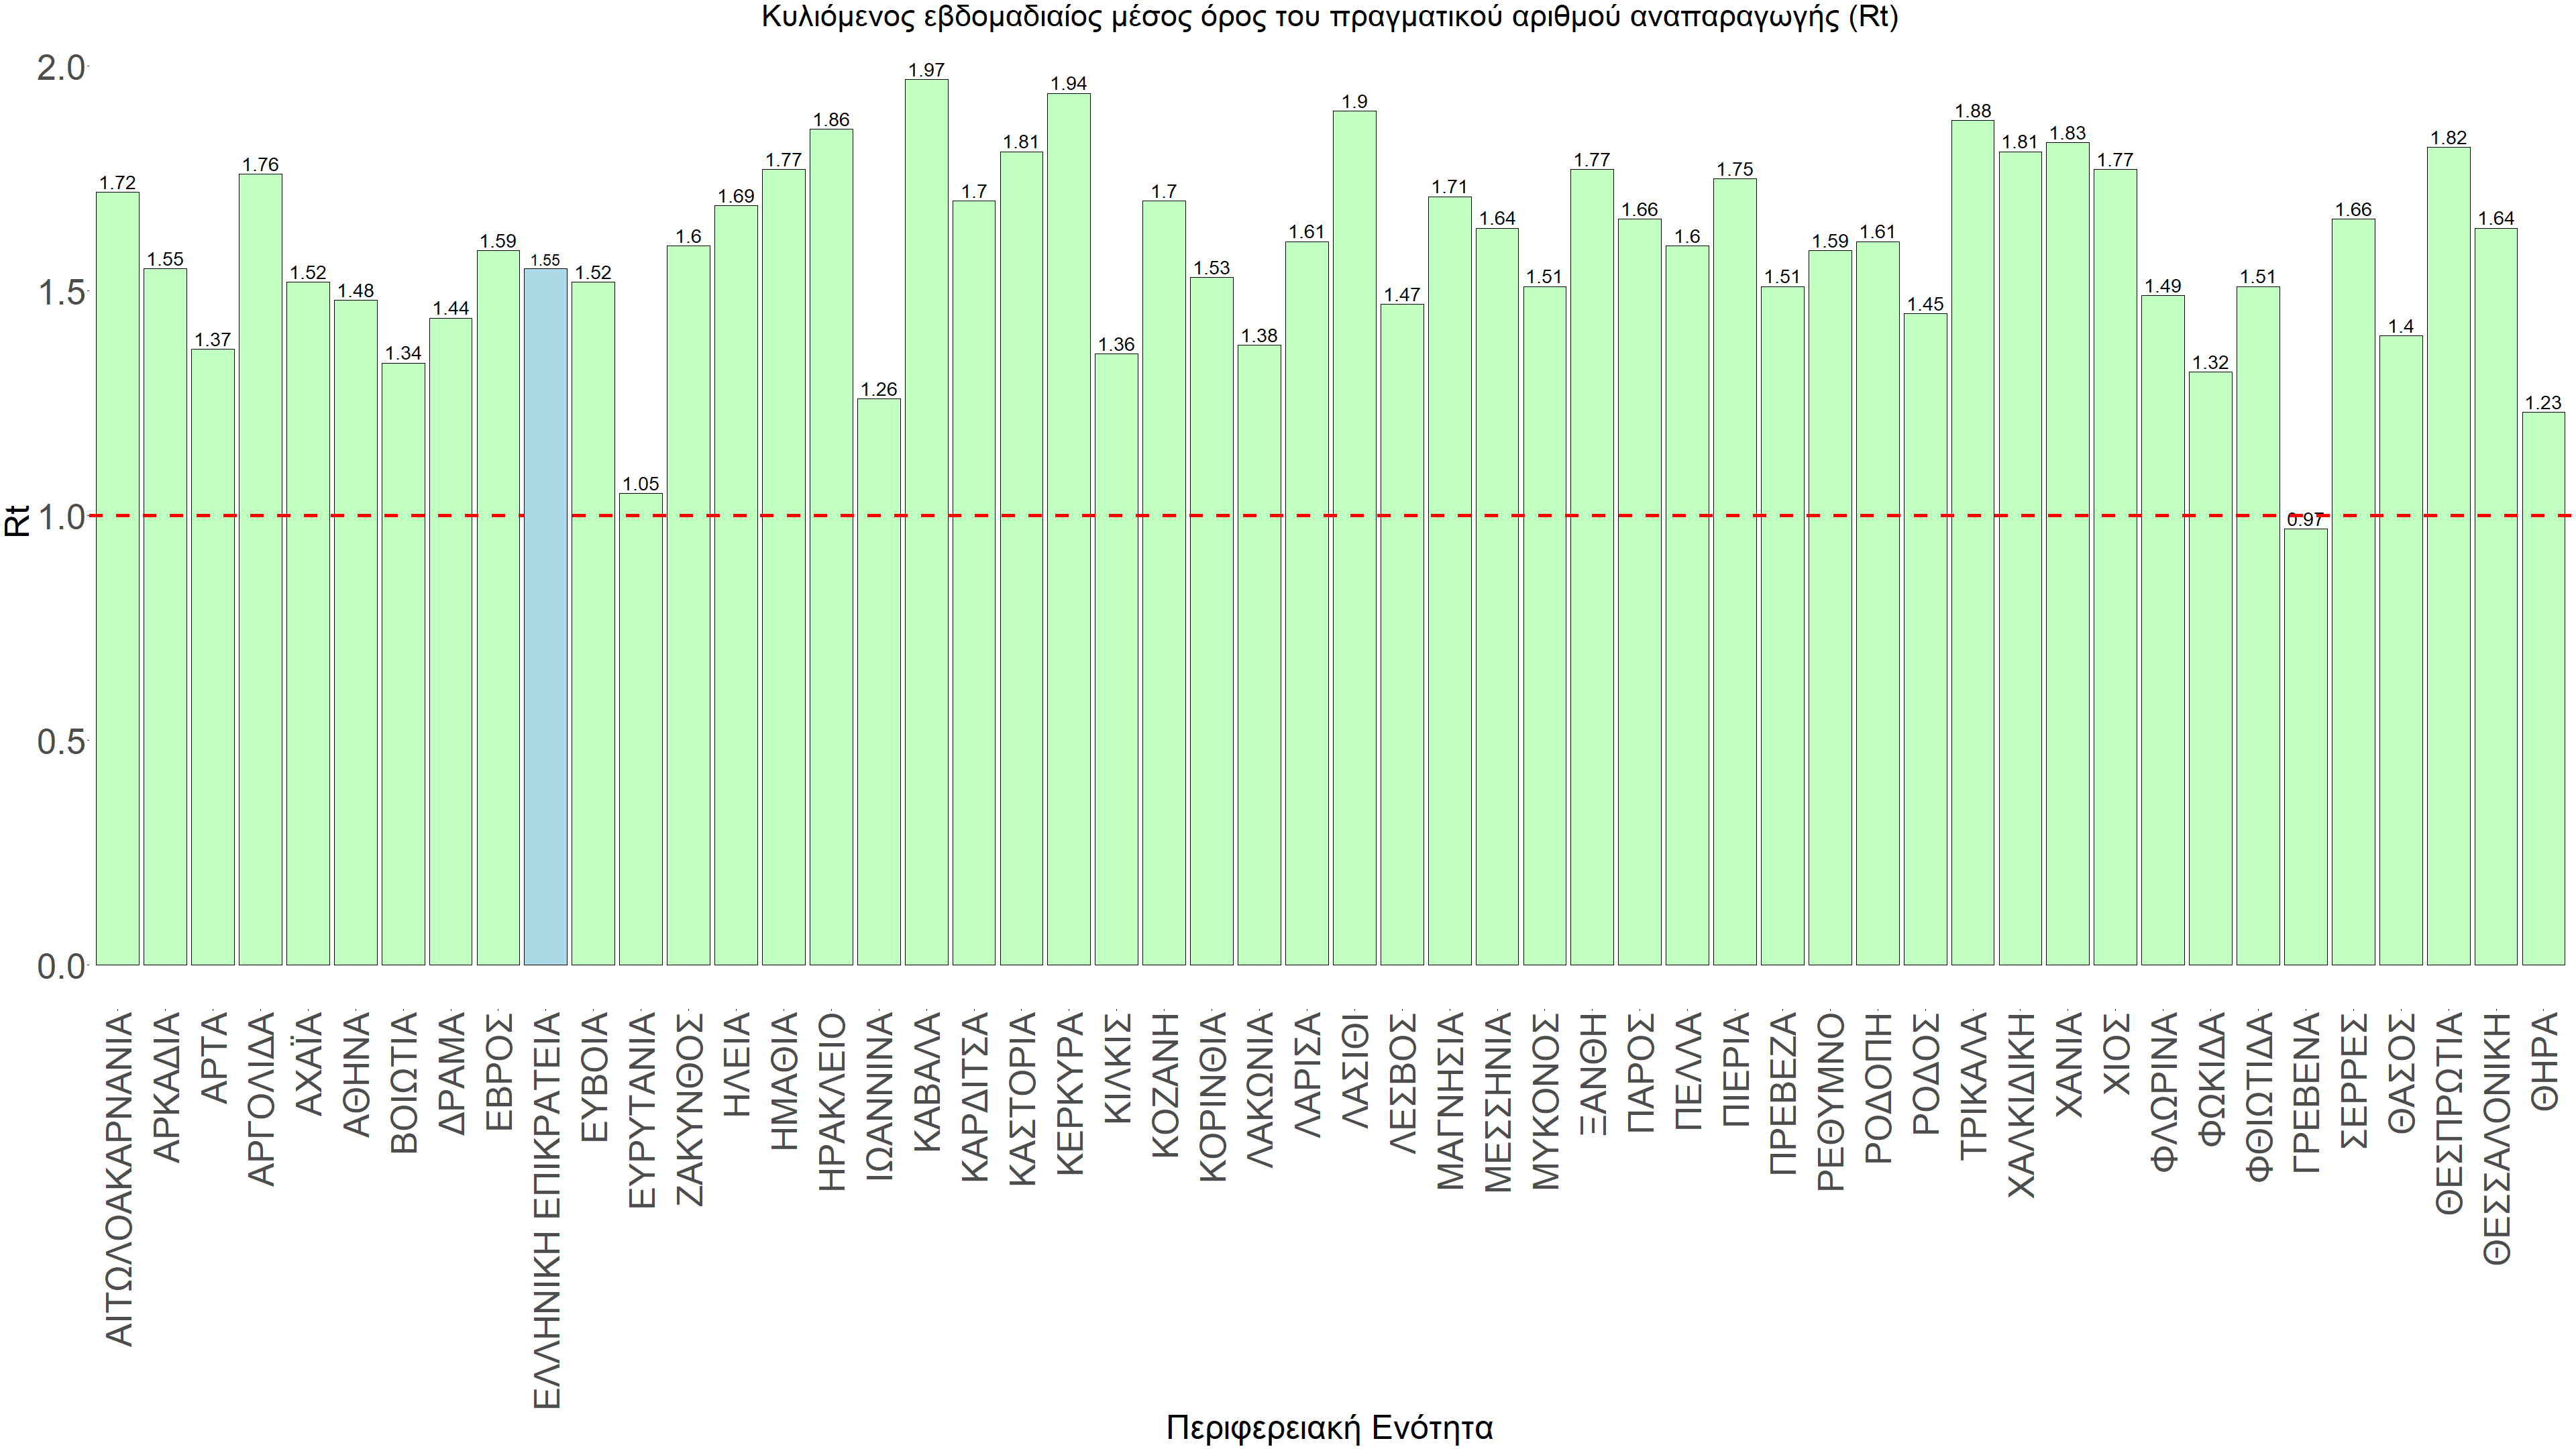 Κυλιόμενος εβδομαδιαίος μέσος όρος του πραγματικού αριθμού αναπαραγωγής (Rt)
2.0
1.5
1.0
0.5
0.0
Rt
1.72
1.55
1.37
1.76
1.52
1.48
1.34
1.44
1.59
1.55
1.52
1.05
1.6
1.69
1.77
1.86
1.26
1.97
1.7
1.81
1.94
1.36
1.7
1.53
1.38
1.61
1.9
1.47
1.71
1.64
1.51
1.77
1.66
1.6
1.75
1.51
1.59
1.61
1.45
1.88
1.81
1.83
1.77
1.49
1.32
1.51
0.97
1.66
1.4
1.82
1.64
1.23
ΑΙΤΩΛΟΑΚΑΡΝΑΝΙΑ
ΑΡΚΑΔΙΑ
ΑΡΤΑ
ΑΡΓΟΛΙΔΑ
ΑΧΑΪΑ
ΑΘΗΝΑ
ΒΟΙΩΤΙΑ
ΔΡΑΜΑ
ΕΒΡΟΣ
ΕΛΛΗΝΙΚΗ ΕΠΙΚΡΑΤΕΙΑ
ΕΥΒΟΙΑ
ΕΥΡΥΤΑΝΙΑ
ΖΑΚΥΝΘΟΣ
ΗΛΕΙΑ
ΗΜΑΘΙΑ
ΗΡΑΚΛΕΙΟ
ΙΩΑΝΝΙΝΑ
ΚΑΒΑΛΑ
ΚΑΡΔΙΤΣΑ
ΚΑΣΤΟΡΙΑ
ΚΕΡΚΥΡΑ
ΚΙΛΚΙΣ
ΚΟΖΑΝΗ
ΚΟΡΙΝΘΙΑ
ΛΑΚΩΝΙΑ
ΛΑΡΙΣΑ
ΛΑΣΙΘΙ
ΛΕΣΒΟΣ
ΜΑΓΝΗΣΙΑ
ΜΕΣΣΗΝΙΑ
ΜΥΚΟΝΟΣ
ΞΑΝΘΗ
ΠΑΡΟΣ
ΠΕΛΛΑ
ΠΙΕΡΙΑ
ΠΡΕΒΕΖΑ
ΡΕΘΥΜΝΟ
ΡΟΔΟΠΗ
ΡΟΔΟΣ
ΤΡΙΚΑΛΑ
ΧΑΛΚΙΔΙΚΗ
ΧΑΝΙΑ
ΧΙΟΣ
ΦΛΩΡΙΝΑ
ΦΩΚΙΔΑ
ΦΘΙΩΤΙΔΑ
ΓΡΕΒΕΝΑ
ΣΕΡΡΕΣ
ΘΑΣΟΣ
ΘΕΣΠΡΩΤΙΑ
ΘΕΣΣΑΛΟΝΙΚΗ
ΘΗΡΑ
Περιφερειακή Ενότητα